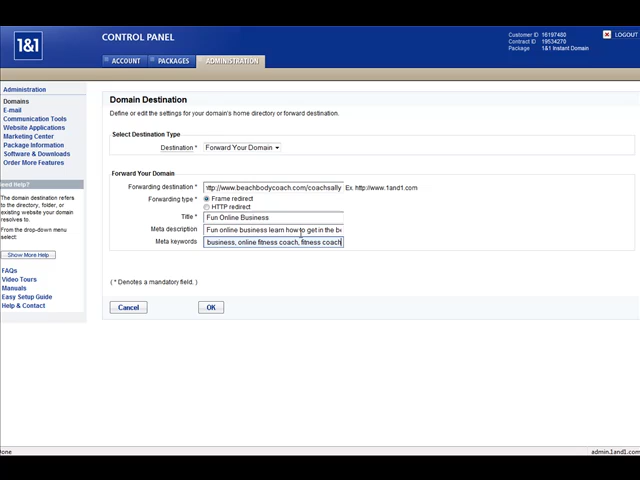 1&1
CONTROL PANEL
Customer ID 16197480
Contract ID 19534270
Package 1&1 Instant Domain
LOGOUT
ACCOUNT
PACKAGES
ADMINISTRATION
Administration
Domains
E-mail
Communication Tools
Website Applications
Marketing Center
Package Information
Software & Downloads
Order More Features
eed Help?
The domain destination refers
to the directory, folder, or
existing website your domain
resolves to.
From the drop-down menu
select:
Show More Help
FAQs
Video Tours
Manuals
Easy Setup Guide
Help & Contact
Domain Destination
Define or edit the settings for your domain's home directory or forward destination.
Select Destination Type
Destination * Forward Your Domain
Forward Your Domain
Forwarding destination * ttp://www.beachbodycoach.com/coachsally Ex. http://www.1and1.com
Forwarding type * Frame redirect
HTTP redirect
Title * Fun Online Business
Meta description Fun online business learn how to get in the be
Meta keywords business, online fitness coach, fitness coach
( * Denotes a mandatory field. )
Cancel
OK
one
admin.1and1.com